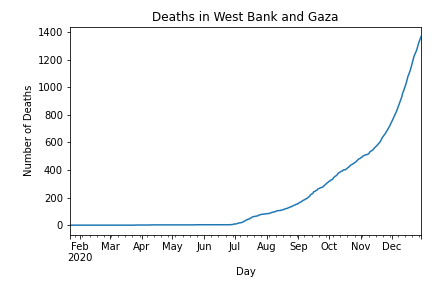 Deaths in West Bank and Gaza
Number of Deaths
1400
1200
1000
800
600
400
200
0
Feb Mar Apr May Jun Jul Aug Sep Oct Nov Dec
2020
Day